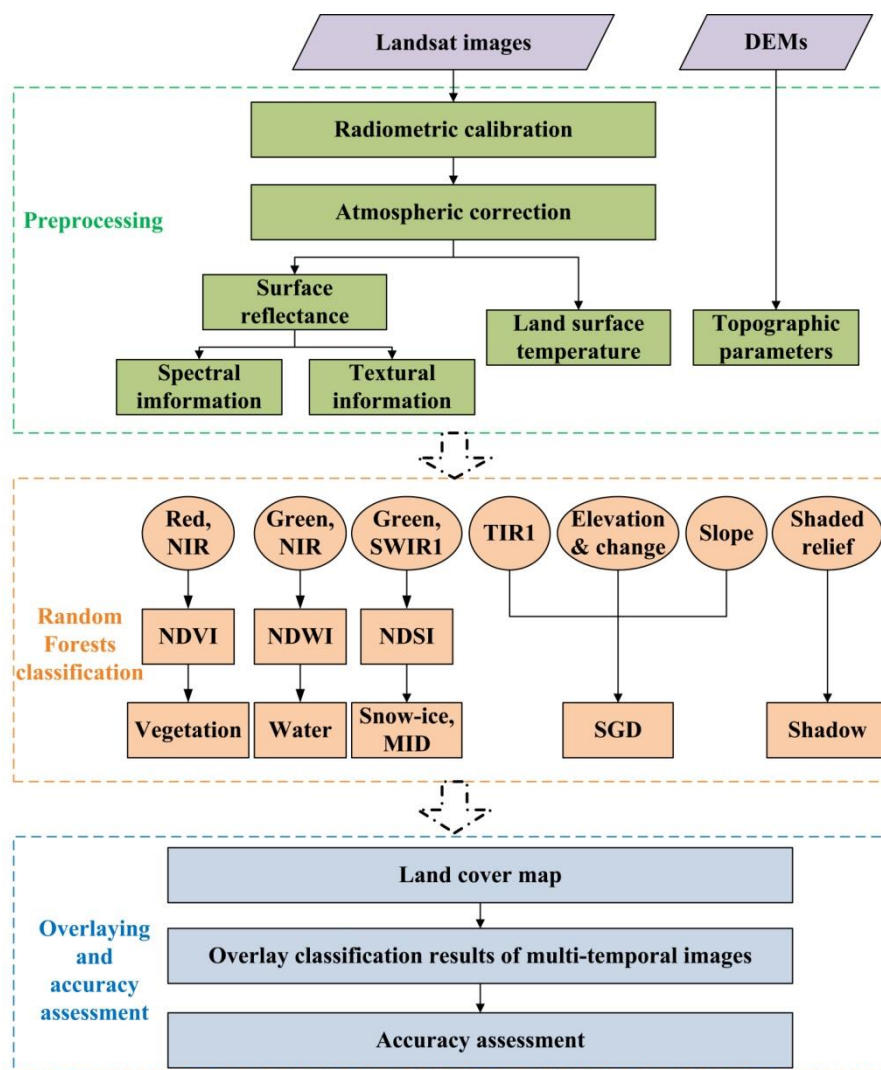 Landsat images
DEMs
Radiometric calibration
Atmospheric correction
Preprocessing
Surface
reflectance
Land surface
temperature
Topographic
parameters
Spectral
imformation
Textural
information
Red,
NIR
Green,
NIR
Green,
SWIR1
TIR1
Elevation
& change
Slope
Shaded
relief
Random
Forests
classification
NDVI
NDWI
NDSI
Vegetation
Water
Snow-ice,
MID
SGD
Shadow
Land cover map
Overlaying
and
accuracy
assessment
Overlay classification results of multi-temporal images
Accuracy assessment